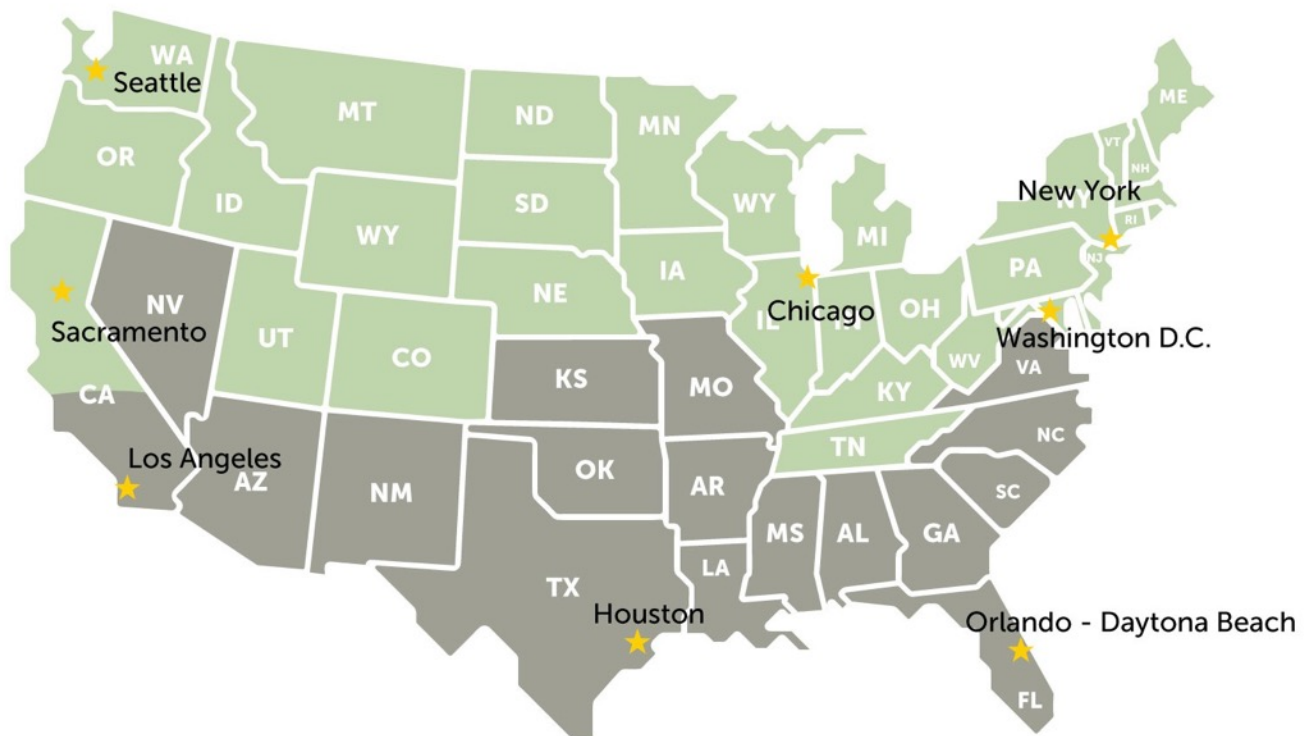 WA
Seattle
MT
ND
MN
ME
OR
VT
NH
ID
WY
SD
WY
MI
New York
NY
RI
IA
PA
NJ
NV
NE
Sacramento
UT
CO
IL
Chicago
IN
OH
Washington D.C.
WV
VA
CA
KS
MO
KY
Los Angeles
AZ
NM
OK
AR
TN
NC
SC
MS
AL
GA
TX
LA
Houston
Orlando - Daytona Beach
FL